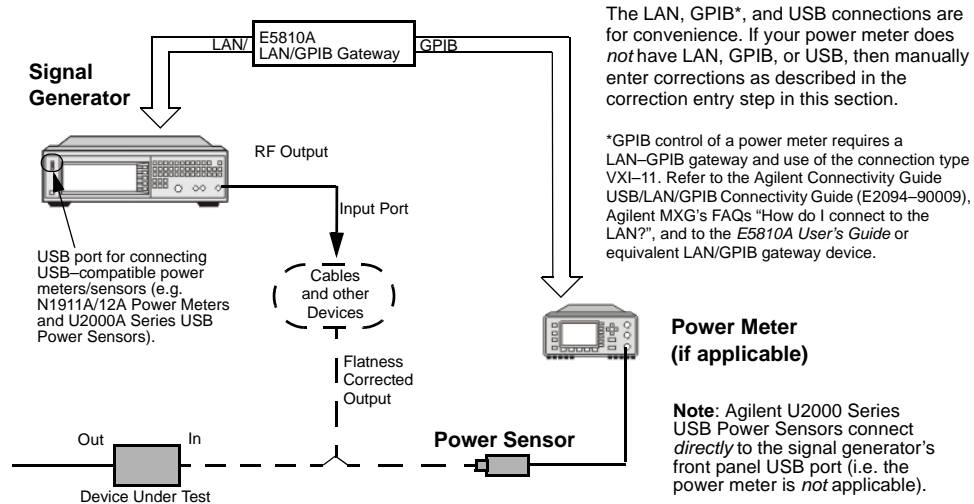 The LAN, GPIB*, and USB connections are
for convenience. If your power meter does
not have LAN, GPIB, or USB, then manually
enter corrections as described in the
correction entry step in this section.
*GPIB control of a power meter requires a
LAN–GPIB gateway and use of the connection type
VXI–11. Refer to the Agilent Connectivity Guide
USB/LAN/GPIB Connectivity Guide (E2094–90009),
Agilent MXG's FAQs "How do I connect to the
LAN?", and to the E5810A User's Guide or
equivalent LAN/GPIB gateway device.
LAN/
E5810A
LAN/GPIB Gateway
GPIB
Signal
Generator
RF Output
Input Port
USB port for connecting
USB–compatible power
meters/sensors (e.g.
N1911A/12A Power Meters
and U2000A Series USB
Power Sensors).
Cables
and other
Devices
Power Meter
(if applicable)
Flatness
Corrected
Output
Note: Agilent U2000 Series
USB Power Sensors connect
directly to the signal generator's
front panel USB port (i.e. the
power meter is not applicable).
Out
In
Power Sensor
Device Under Test